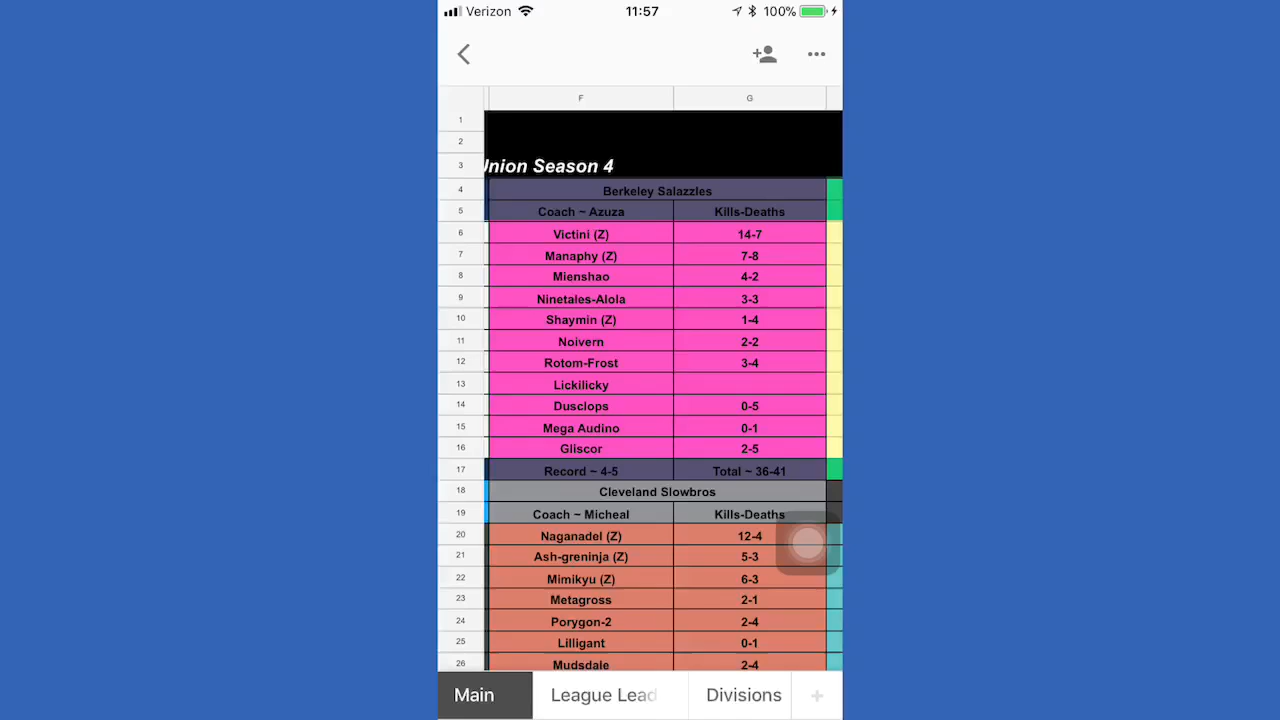 Verizon 11:57 100%
F G
1
2
3 Union Season 4
4 Berkeley Salazzles
5 Coach ~ Azuza Kills-Deaths
6 Victini (Z) 14-7
7 Manaphy (Z) 7-8
8 Mienshao 4-2
9 Ninetales-Alola 3-3
10 Shaymin (Z) 1-4
11 Noivern 2-2
12 Rotom-Frost 3-4
13 Lickilicky
14 Dusclops 0-5
15 Mega Audino 0-1
16 Gliscor 2-5
17 Record ~ 4-5 Total ~ 36-41
18 Cleveland Slowbros
19 Coach ~ Micheal Kills-Deaths
20 Naganadel (Z) 12-4
21 Ash-greninja (Z) 5-3
22 Mimikyu (Z) 6-3
23 Metagross 2-1
24 Porygon-2 2-4
25 Lilligant 0-1
26 Mudsdale 2-4
Main League Lead Divisions +